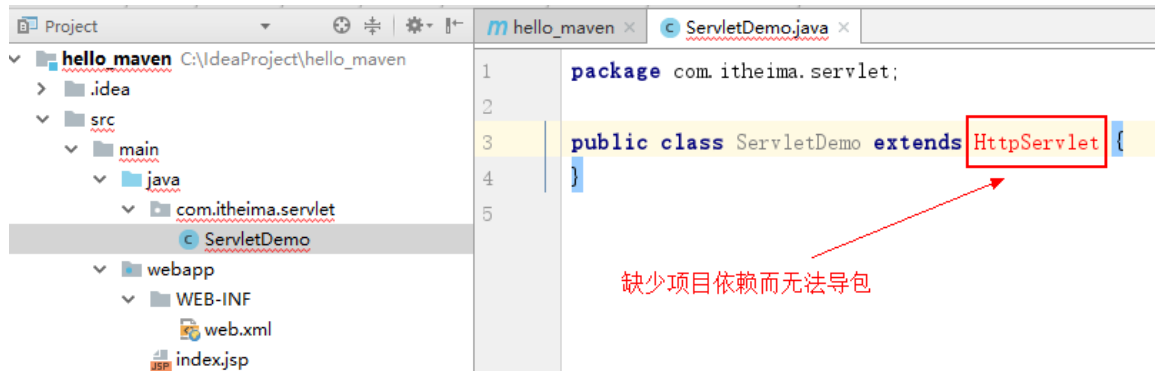 Project
hello_maven C:\IdeaProject\hello_maven
.idea
src
main
java
com.itheima.servlet
ServletDemo
webapp
WEB-INF
web.xml
JSP index.jsp
m hello_maven
C ServletDemo.java
1 package com.itheima.servlet;
2
3 public class ServletDemo extends HttpServlet {
4 }
5
缺少项目依赖而无法导包